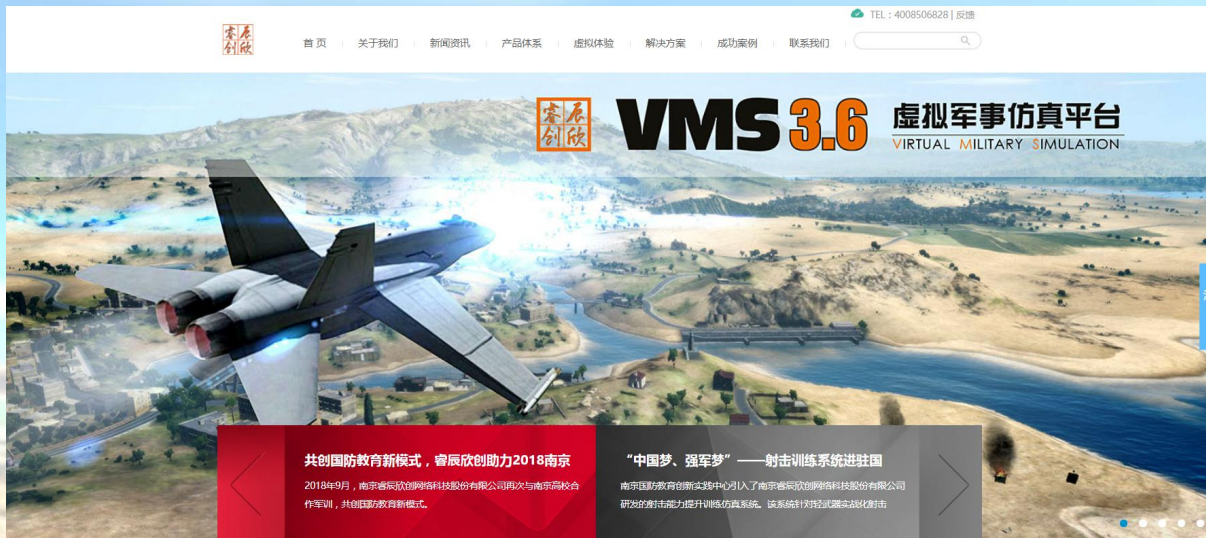 TEL：4008506828 | 反馈
睿辰
创欣
首 页 关于我们 新闻资讯 产品体系 虚拟体验 解决方案 成功案例 联系我们
睿辰
创欣
VMS 3.6 虚拟军事仿真平台
VIRTUAL MILITARY SIMULATION
共创国防教育新模式，睿辰欣创助力2018南京
2018年9月，南京睿辰欣创网络科技股份有限公司再次与南京高校合
作军训，共创国防教育新模式。
“中国梦、强军梦”——射击训练系统进驻国
南京国防教育创新实践中心引入了南京睿辰欣创网络科技股份有限公司
研发的射击能力提升训练仿真系统。该系统针对轻武器实战化射击